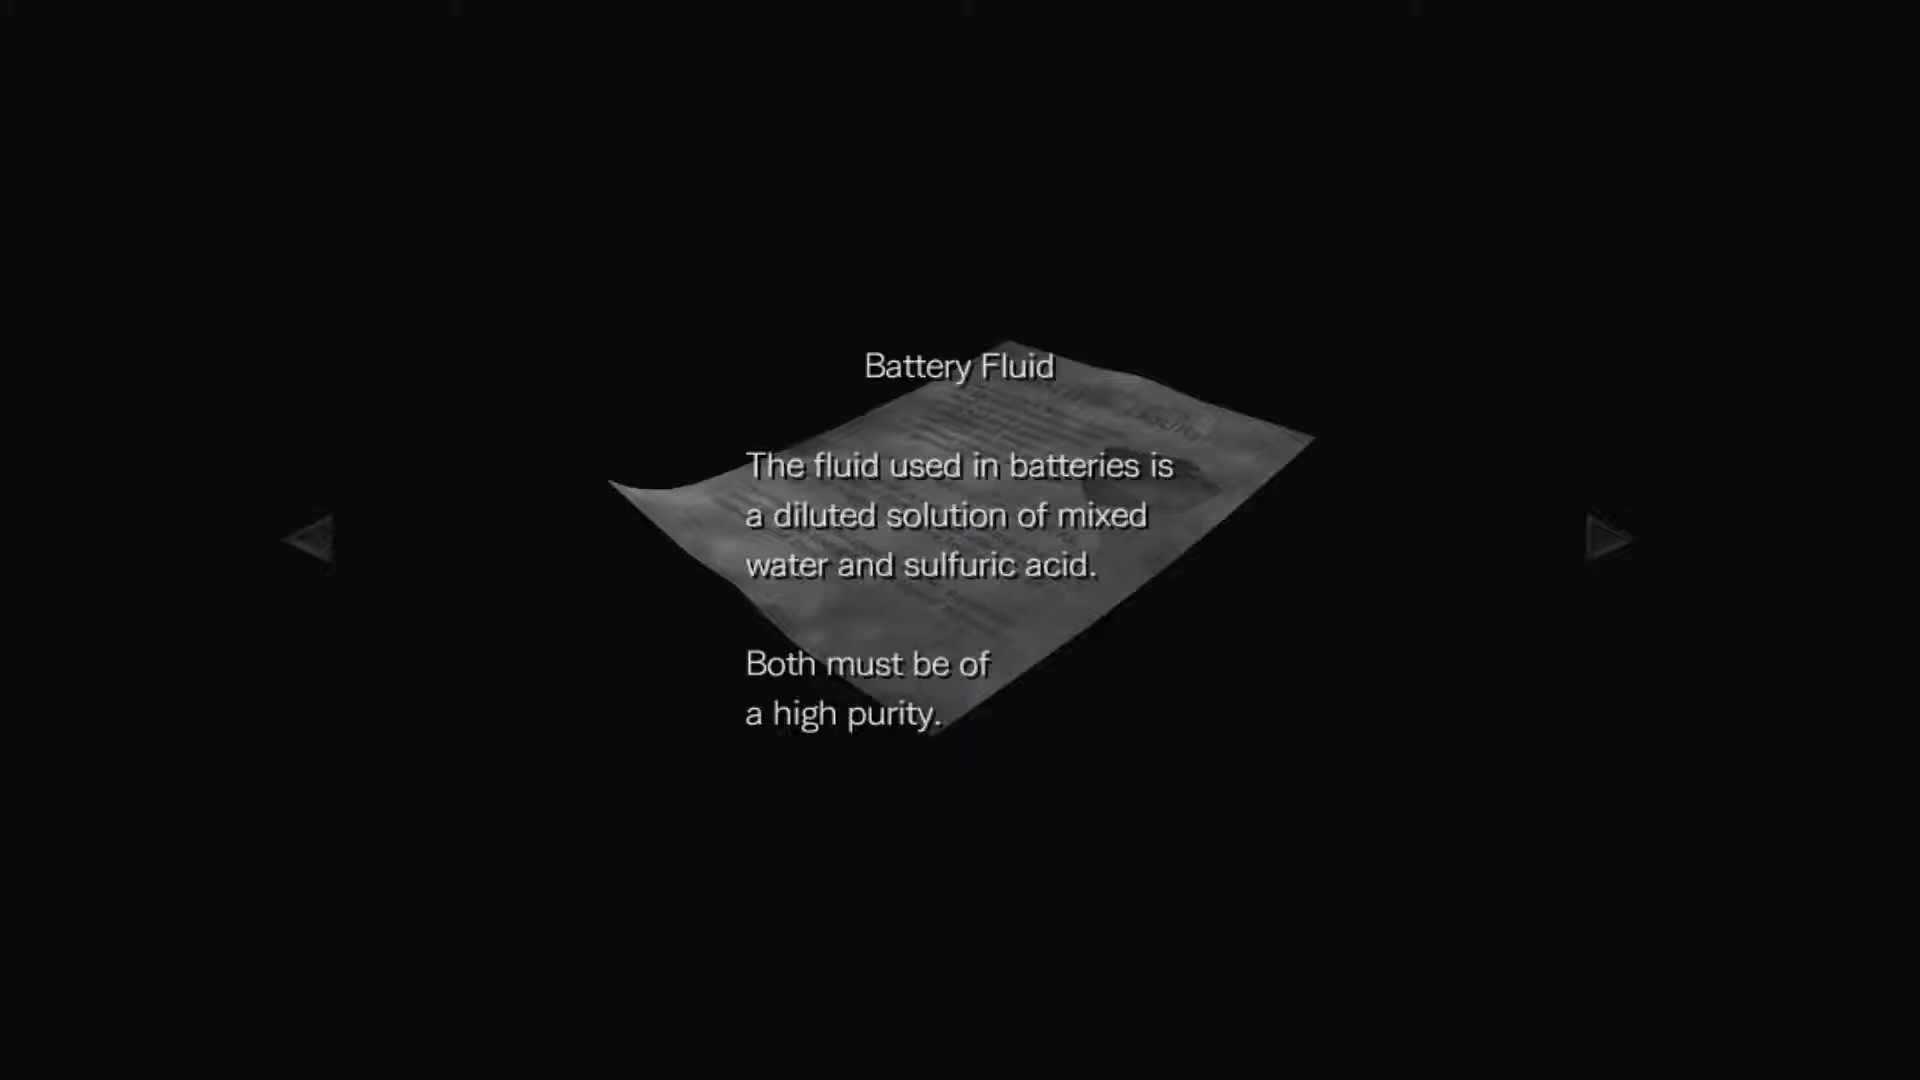 Battery Fluid
The fluid used in batteries is
a diluted solution of mixed
water and sulfuric acid.
Both must be of
a high purity.